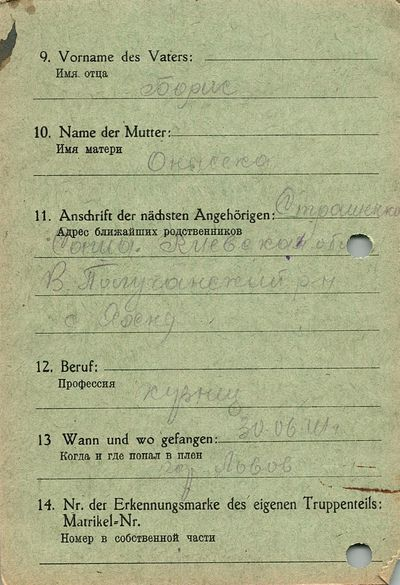 9. Vorname des Vaters:
Имя отца
Борис
10. Name der Mutter:
Имя матери
11. Anschrift der nächsten Angehörigen: Страшенко
Адрес ближайших родственников
Киевская обл
В. Полученский р-н
с
12. Beruf:
Профессия
кузнец
13 Wann und wo gefangen: 30.06.41г
Когда и где попал в плен
Львов
14. Nr. der Erkennungsmarke des eigenen Truppenteils:
Matrikel-Nr.
Номер в собственной части